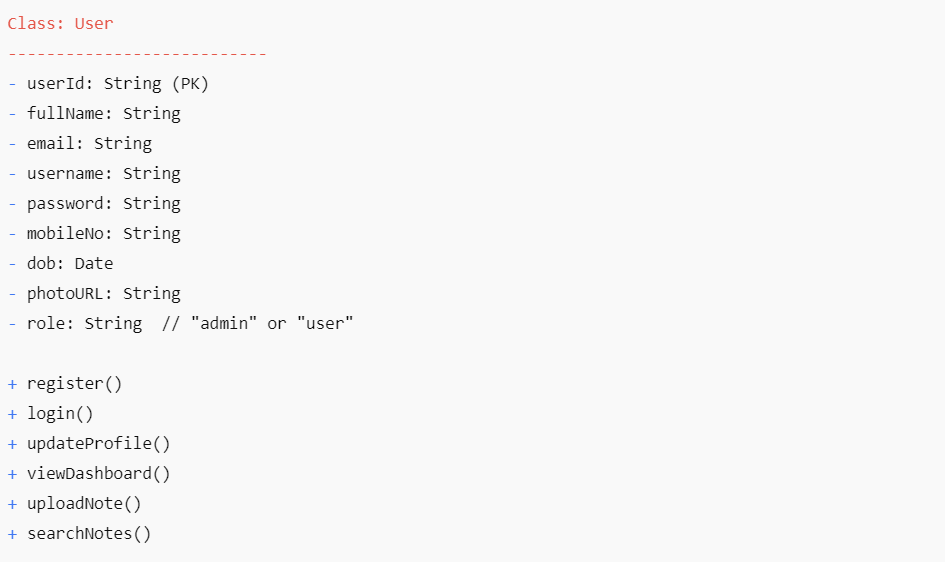 Class: User
---------------------------
- userId: String (PK)
- fullName: String
- email: String
- username: String
- password: String
- mobileNo: String
- dob: Date
- photoURL: String
- role: String  // "admin" or "user"

+ register()
+ login()
+ updateProfile()
+ viewDashboard()
+ uploadNote()
+ searchNotes()